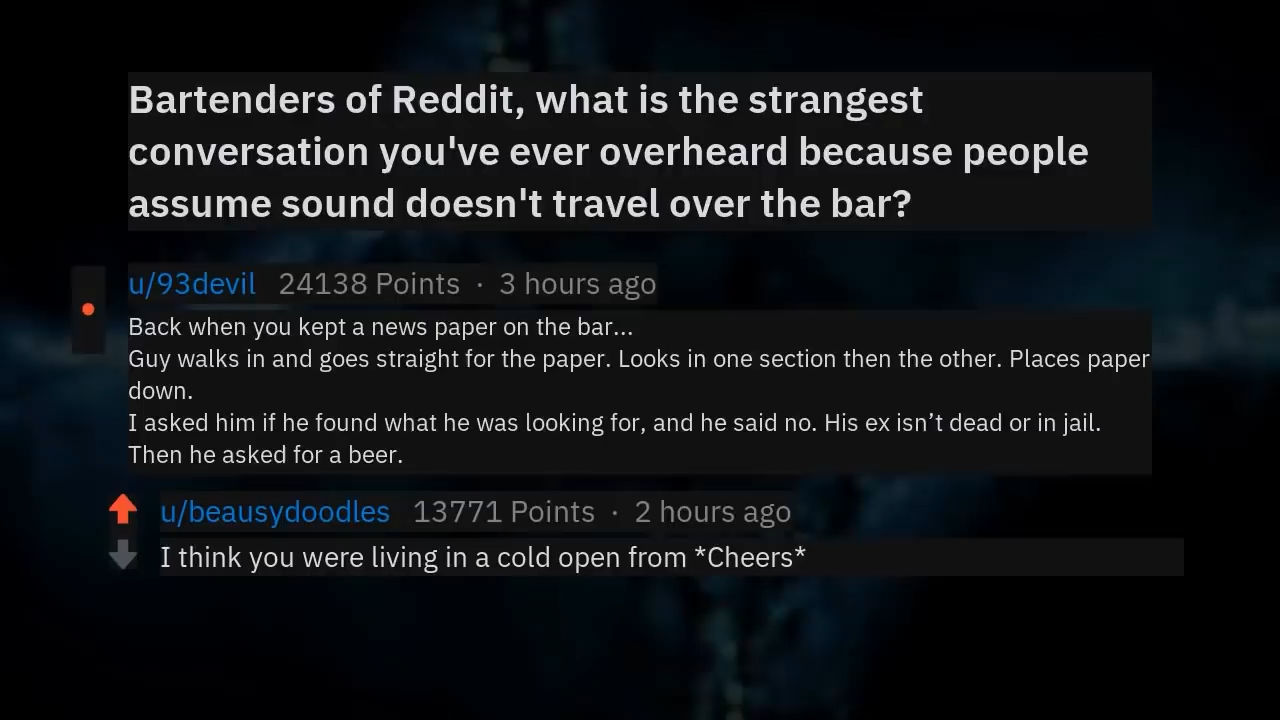 Bartenders of Reddit, what is the strangest
conversation you've ever overheard because people
assume sound doesn't travel over the bar?
u/93devil 24138 Points · 3 hours ago
Back when you kept a news paper on the bar...
Guy walks in and goes straight for the paper. Looks in one section then the other. Places paper
down.
I asked him if he found what he was looking for, and he said no. His ex isn’t dead or in jail.
Then he asked for a beer.
u/beausydoodles 13771 Points · 2 hours ago
I think you were living in a cold open from *Cheers*